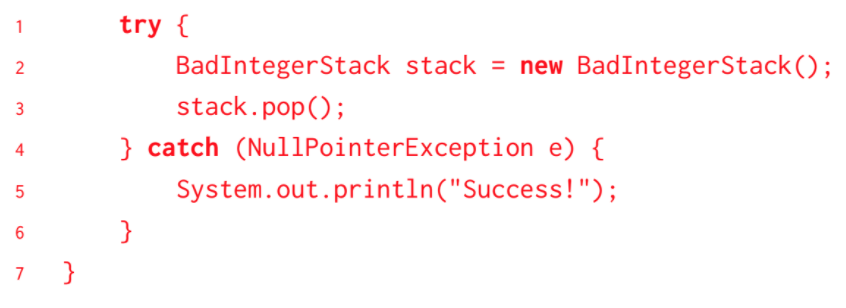 1 try {
2 BadIntegerStack stack = new BadIntegerStack();
3 stack.pop();
4 } catch (NullPointerException e) {
5 System.out.println("Success!");
6 }
7 }